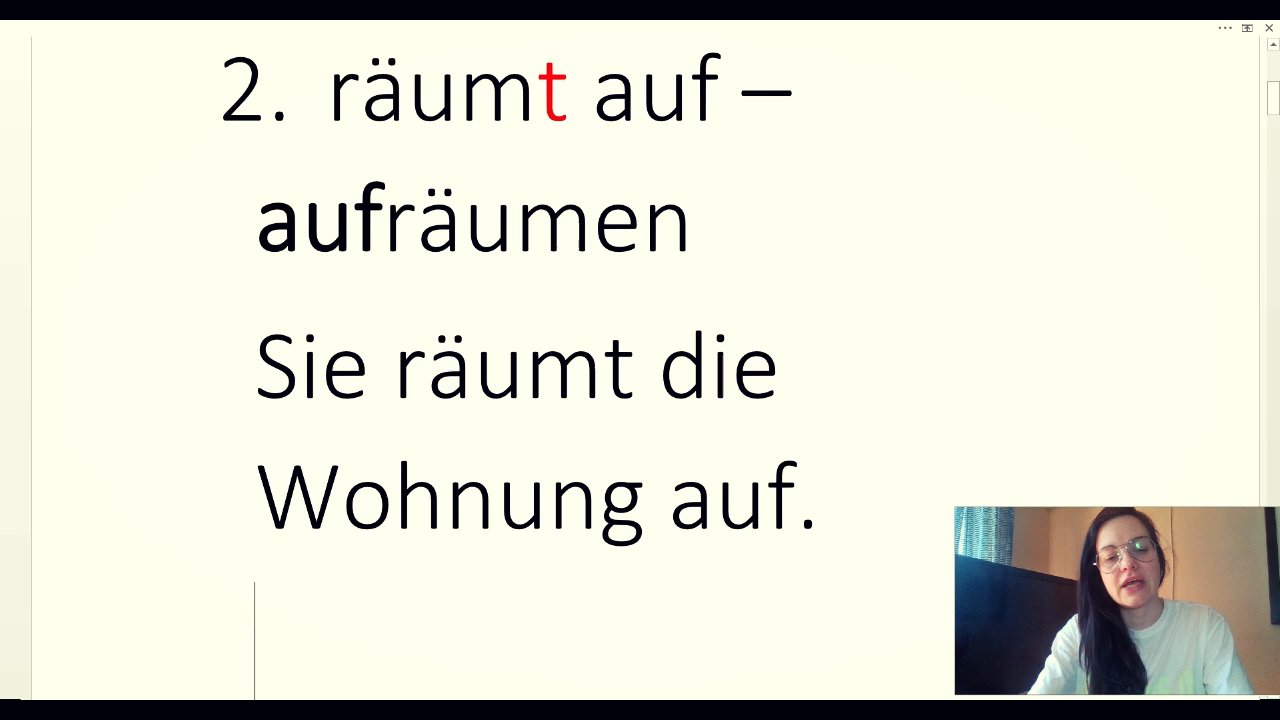 2. räumt auf –
aufräumen
Sie räumt die
Wohnung auf.